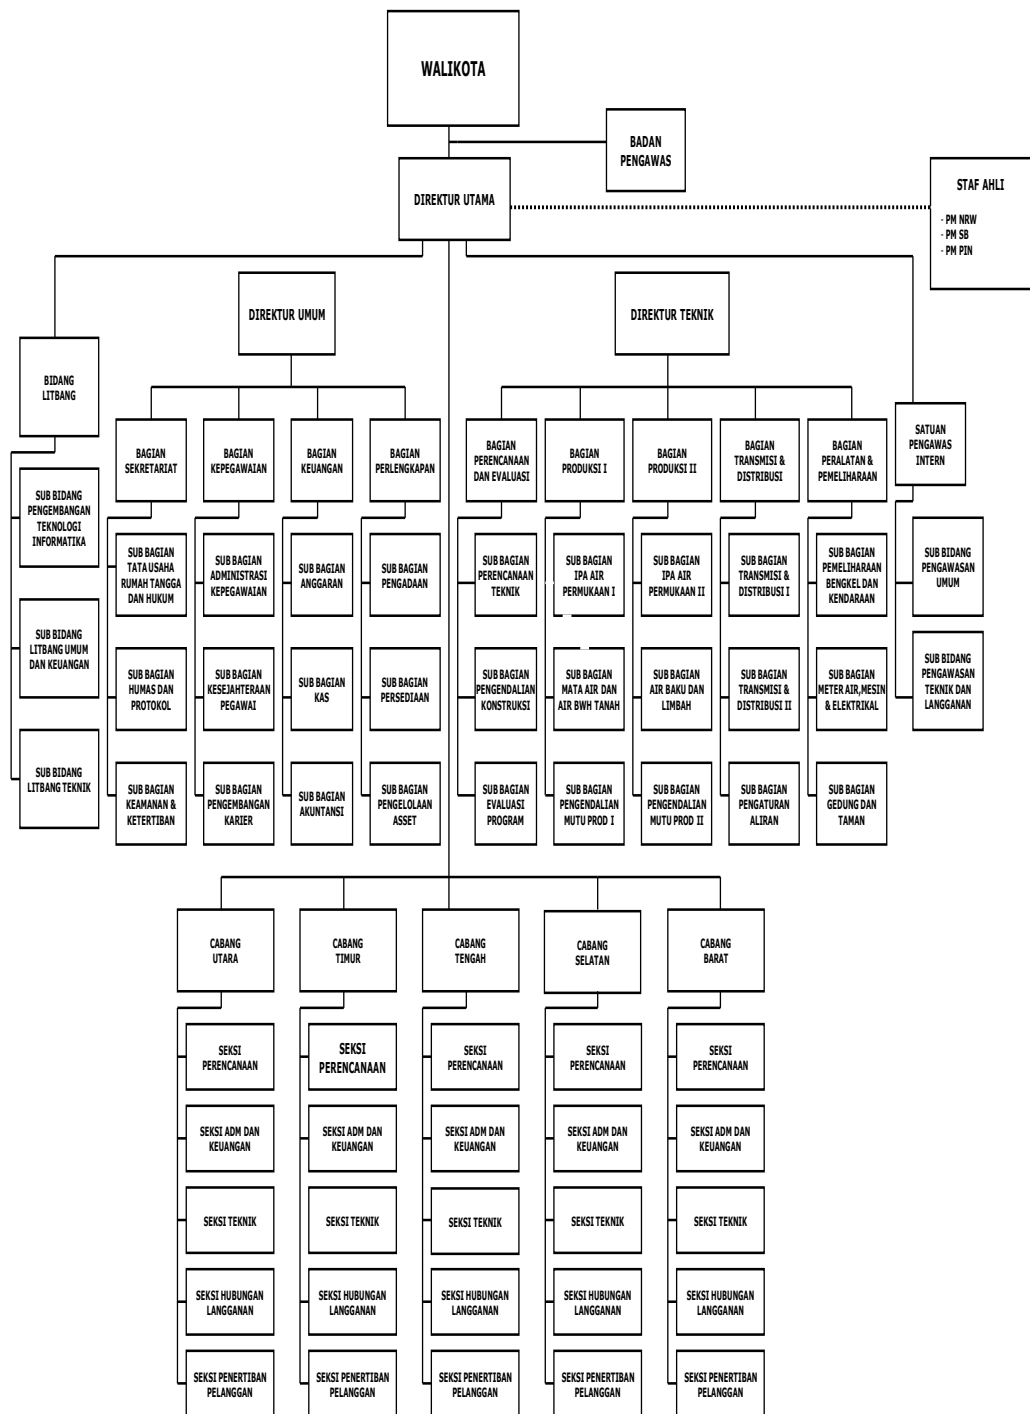 WALIKOTA
BADAN
PENGAWAS
DIREKTUR UTAMA
STAF AHLI
- PM NRW
- PM SB
- PM PIN
DIREKTUR UMUM
DIREKTUR TEKNIK
BIDANG
LITBANG
SUB BIDANG
PENGEMBANGAN
TEKNOLOGI
INFORMATIKA
SUB BIDANG
LITBANG UMUM
DAN KEUANGAN
SUB BIDANG
LITBANG TEKNIK
BAGIAN
SEKRETARIAT
SUB BAGIAN
TATA USAHA
RUMAH TANGGA
DAN HUKUM
SUB BAGIAN
HUMAS DAN
PROTOKOL
SUB BAGIAN
KEAMANAN &
KETERTIBAN
BAGIAN
KEPEGAWAIAN
SUB BAGIAN
ADMINISTRASI
KEPEGAWAIAN
SUB BAGIAN
KESEJAHTERAAN
PEGAWAI
SUB BAGIAN
PENGEMBANGAN
KARIER
BAGIAN
KEUANGAN
SUB BAGIAN
ANGGARAN
SUB BAGIAN
KAS
SUB BAGIAN
AKUNTANSI
BAGIAN
PERLENGKAPAN
SUB BAGIAN
PENGADAAN
SUB BAGIAN
PERSEDIAAN
SUB BAGIAN
PENGELOLAAN
ASSET
BAGIAN
PERENCANAAN
DAN EVALUASI
SUB BAGIAN
PERENCANAAN
TEKNIK
SUB BAGIAN
PENGENDALIAN
KONSTRUKSI
SUB BAGIAN
EVALUASI
PROGRAM
BAGIAN
PRODUKSI I
SUB BAGIAN
IPA AIR
PERMUKAAN I
SUB BAGIAN
MATA AIR DAN
AIR BWH TANAH
SUB BAGIAN
PENGENDALIAN
MUTU PROD I
BAGIAN
PRODUKSI II
SUB BAGIAN
IPA AIR
PERMUKAAN II
SUB BAGIAN
AIR BAKU DAN
LIMBAH
SUB BAGIAN
PENGENDALIAN
MUTU PROD II
BAGIAN
TRANSMISI &
DISTRIBUSI
SUB BAGIAN
TRANSMISI &
DISTRIBUSI I
SUB BAGIAN
TRANSMISI &
DISTRIBUSI II
SUB BAGIAN
PENGATURAN
ALIRAN
BAGIAN
PERALATAN &
PEMELIHARAAN
SUB BAGIAN
PEMELIHARAAN
BENGKEL DAN
KENDARAAN
SUB BAGIAN
METER AIR,MESIN
& ELEKTRIKAL
SUB BAGIAN
GEDUNG DAN
TAMAN
SATUAN
PENGAWAS
INTERN
SUB BIDANG
PENGAWASAN
UMUM
SUB BIDANG
PENGAWASAN
TEKNIK DAN
LANGGANAN
CABANG
UTARA
SEKSI
PERENCANAAN
SEKSI ADM DAN
KEUANGAN
SEKSI TEKNIK
SEKSI HUBUNGAN
LANGGANAN
SEKSI PENERTIBAN
PELANGGAN
CABANG
TIMUR
SEKSI
PERENCANAAN
SEKSI ADM DAN
KEUANGAN
SEKSI TEKNIK
SEKSI HUBUNGAN
LANGGANAN
SEKSI PENERTIBAN
PELANGGAN
CABANG
TENGAH
SEKSI
PERENCANAAN
SEKSI ADM DAN
KEUANGAN
SEKSI TEKNIK
SEKSI HUBUNGAN
LANGGANAN
SEKSI PENERTIBAN
PELANGGAN
CABANG
SELATAN
SEKSI
PERENCANAAN
SEKSI ADM DAN
KEUANGAN
SEKSI TEKNIK
SEKSI HUBUNGAN
LANGGANAN
SEKSI PENERTIBAN
PELANGGAN
CABANG
BARAT
SEKSI
PERENCANAAN
SEKSI ADM DAN
KEUANGAN
SEKSI TEKNIK
SEKSI HUBUNGAN
LANGGANAN
SEKSI PENERTIBAN
PELANGGAN